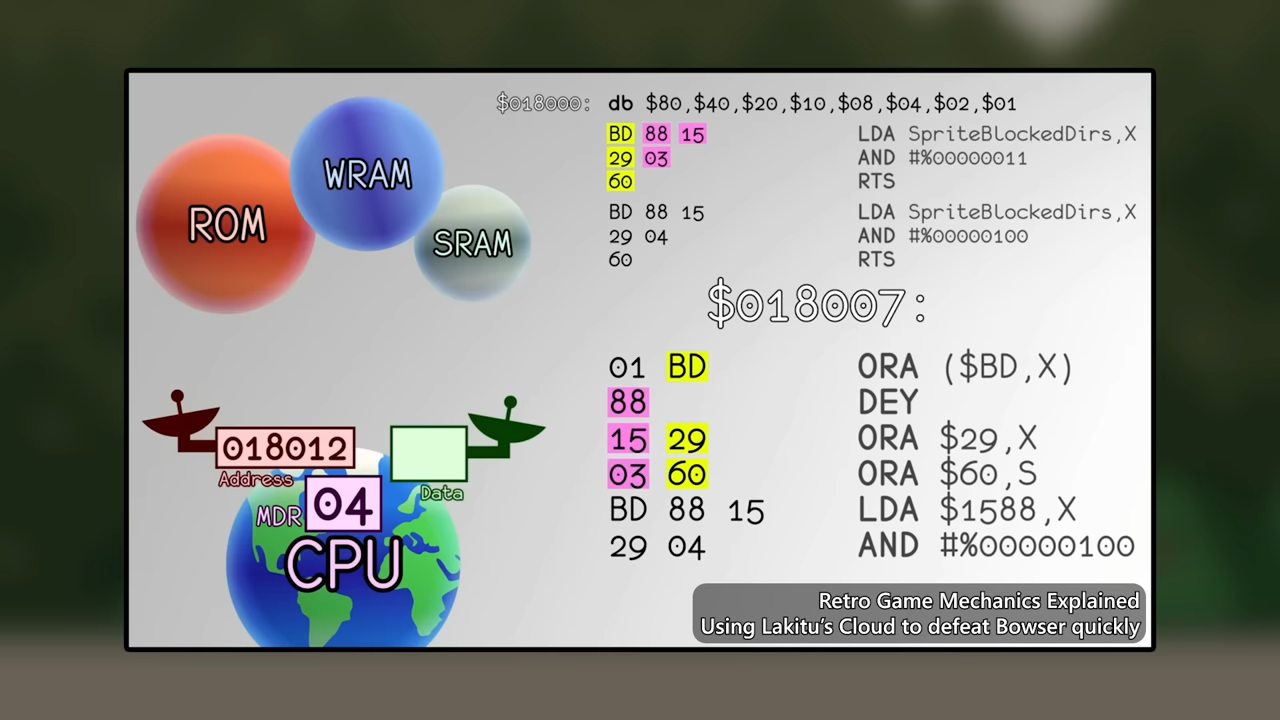 $018000: db $80,$40,$20,$10,$08,$04,$02,$01
BD 88 15 LDA SpriteBlockedDirs,X
29 03 AND #%00000011
60 RTS
BD 88 15 LDA SpriteBlockedDirs,X
29 04 AND #%00000100
60 RTS
ROM
WRAM
SRAM
$018007:
01 BD ORA ($BD,X)
88 DEY
15 29 ORA $29,X
03 60 ORA $60,S
BD 88 15 LDA $1588,X
29 04 AND #%00000100
018012
Address
Data
MDR 04
CPU
Retro Game Mechanics Explained
Using Lakitu's Cloud to defeat Bowser quickly